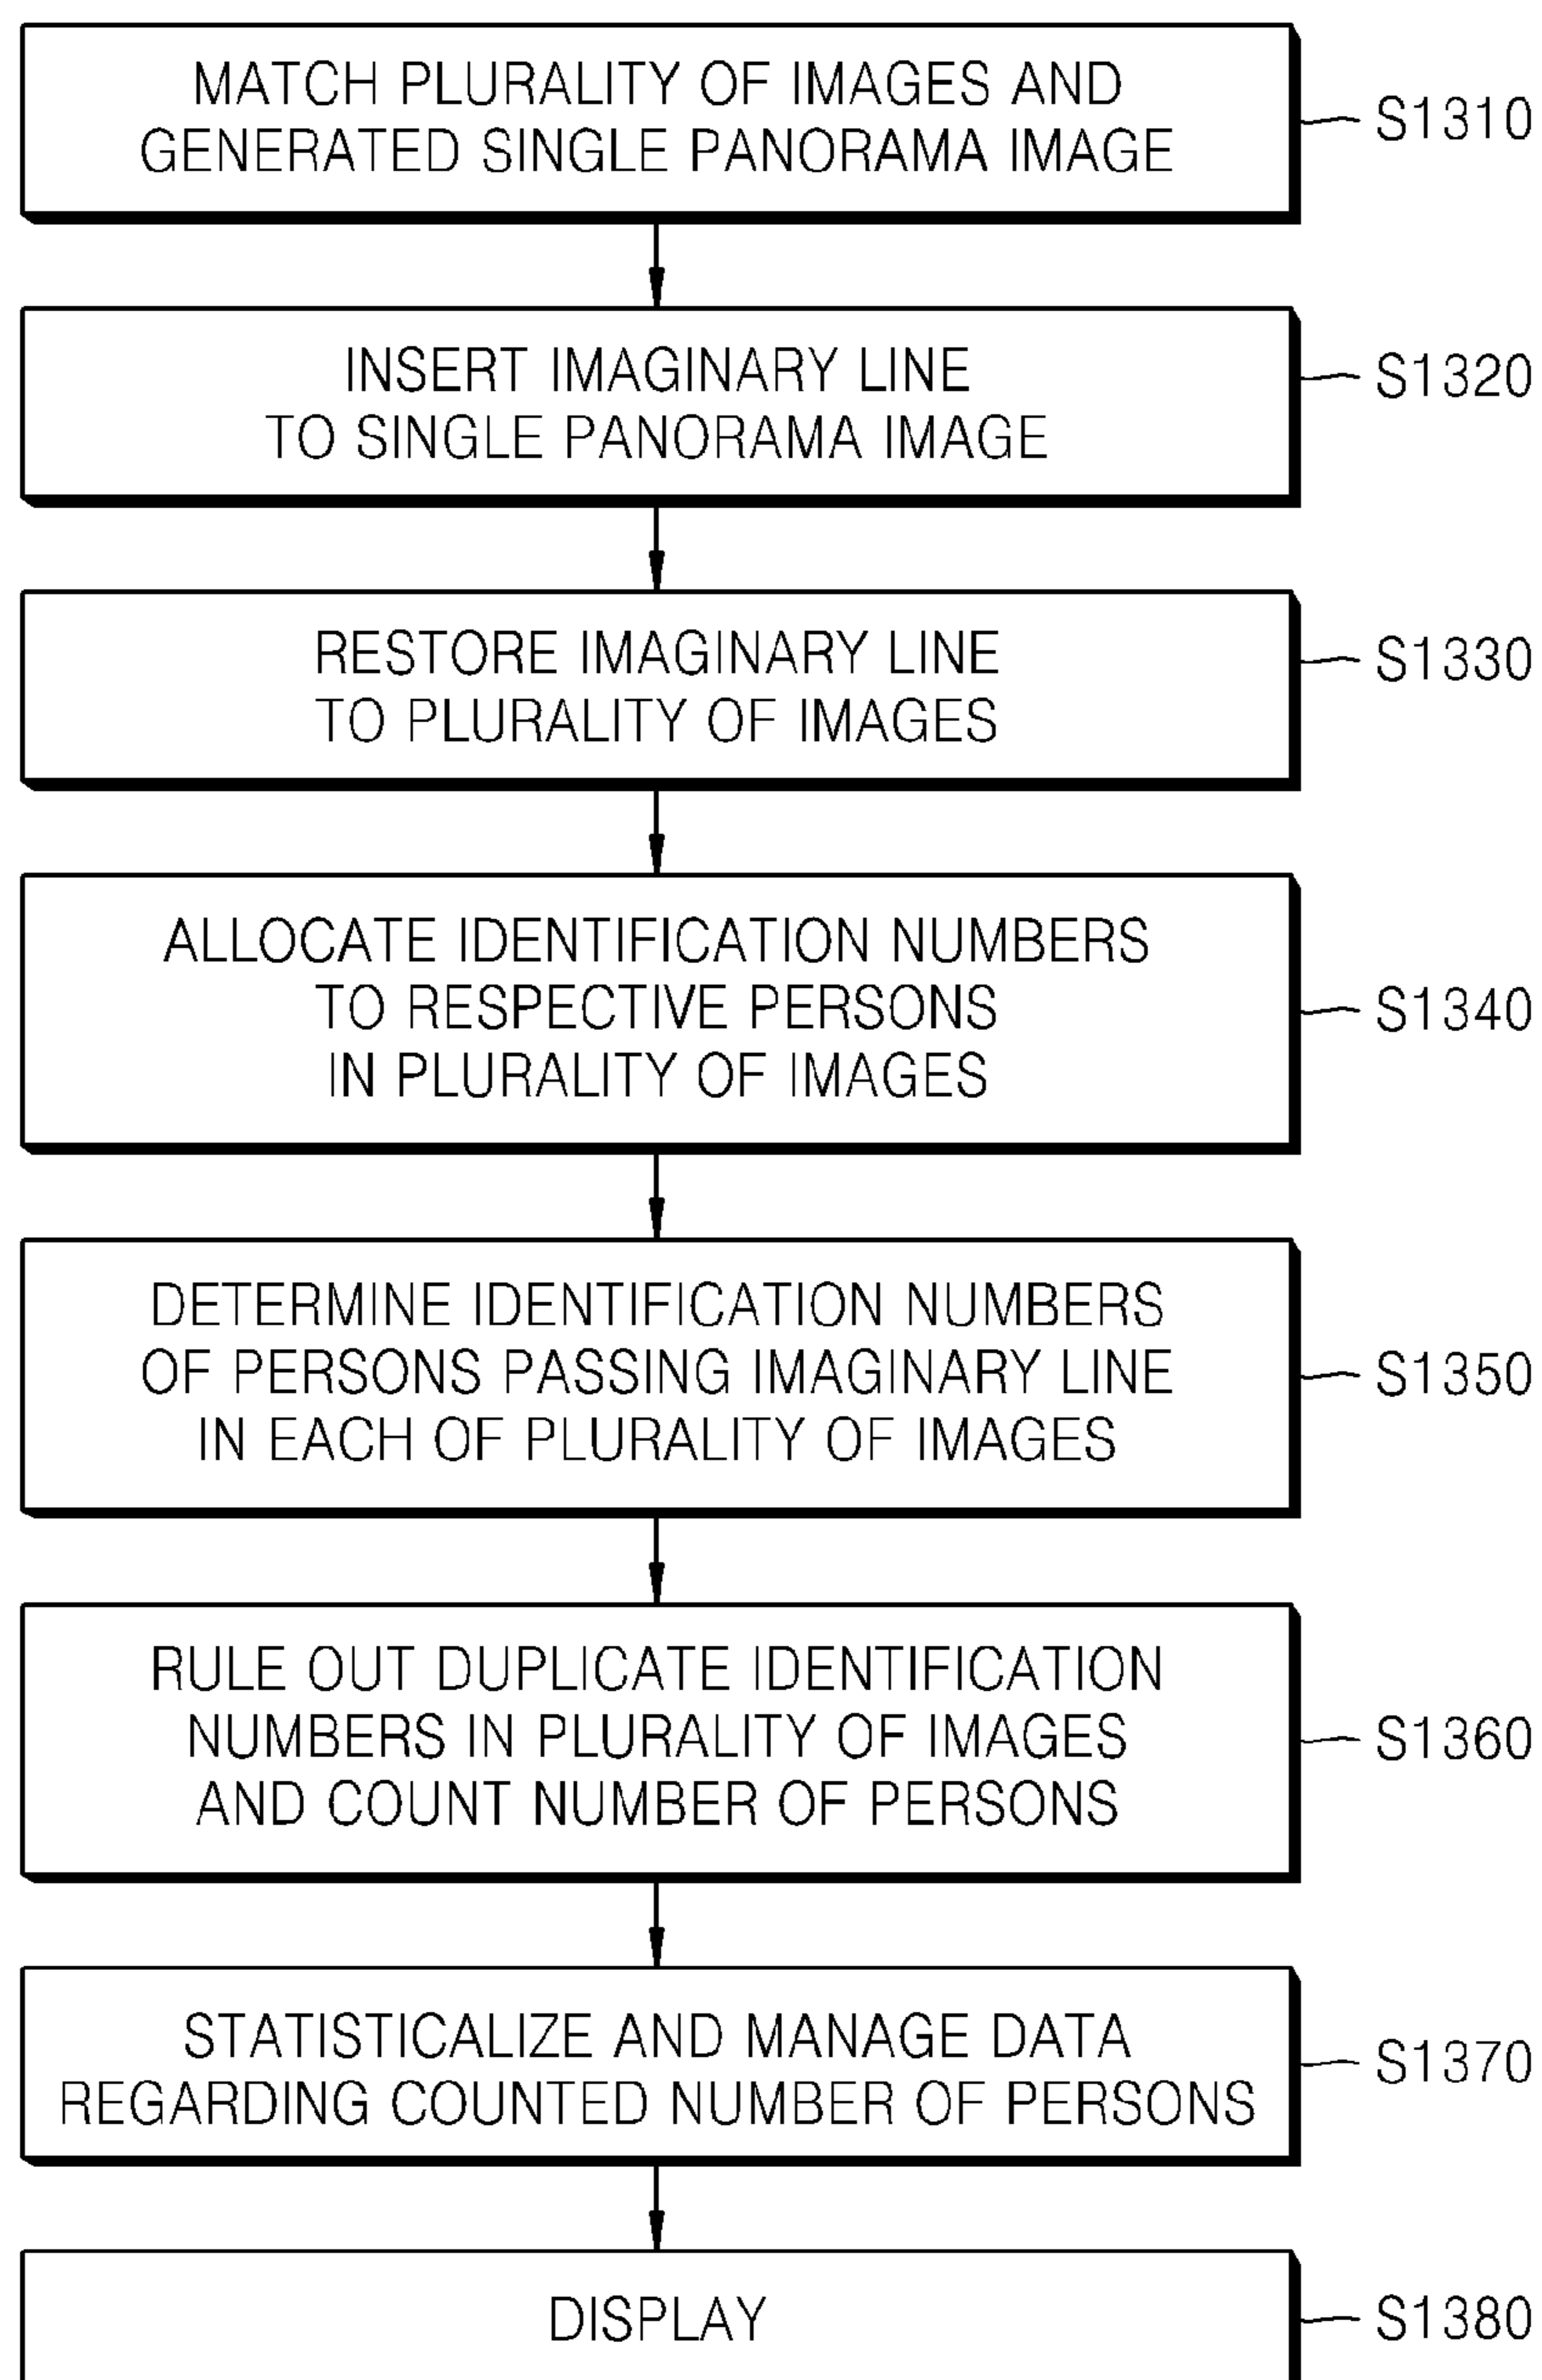 MATCH PLURALITY OF IMAGES AND
GENERATED SINGLE PANORAMA IMAGE
S1310
INSERT IMAGINARY LINE
TO SINGLE PANORAMA IMAGE
S1320
RESTORE IMAGINARY LINE
TO PLURALITY OF IMAGES
S1330
ALLOCATE IDENTIFICATION NUMBERS
TO RESPECTIVE PERSONS
IN PLURALITY OF IMAGES
S1340
DETERMINE IDENTIFICATION NUMBERS
OF PERSONS PASSING IMAGINARY LINE
IN EACH OF PLURALITY OF IMAGES
S1350
RULE OUT DUPLICATE IDENTIFICATION
NUMBERS IN PLURALITY OF IMAGES
AND COUNT NUMBER OF PERSONS
S1360
STATISTICALIZE AND MANAGE DATA
REGARDING COUNTED NUMBER OF PERSONS
S1370
DISPLAY
S1380